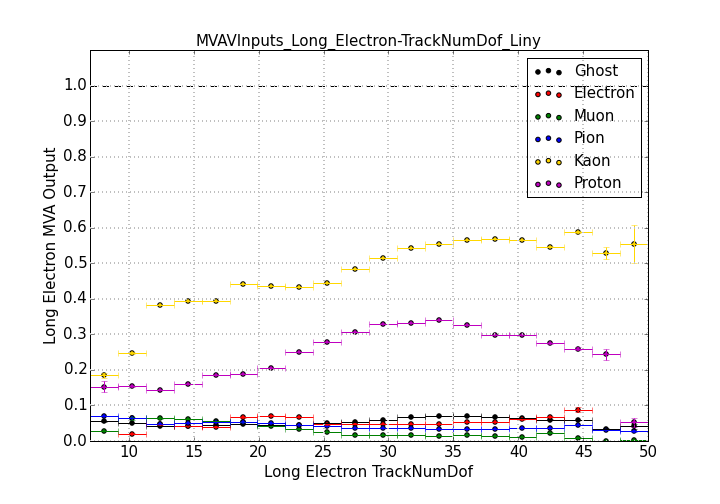 MVAVInputs_Long_Electron-TrackNumDof_Liny
1.0
0.9
0.8
0.7
0.6
0.5
0.4
0.3
0.2
0.1
0.0
Long Electron MVA Output
Ghost
Electron
Muon
Pion
Kaon
Proton
10 15 20 25 30 35 40 45 50
Long Electron TrackNumDof